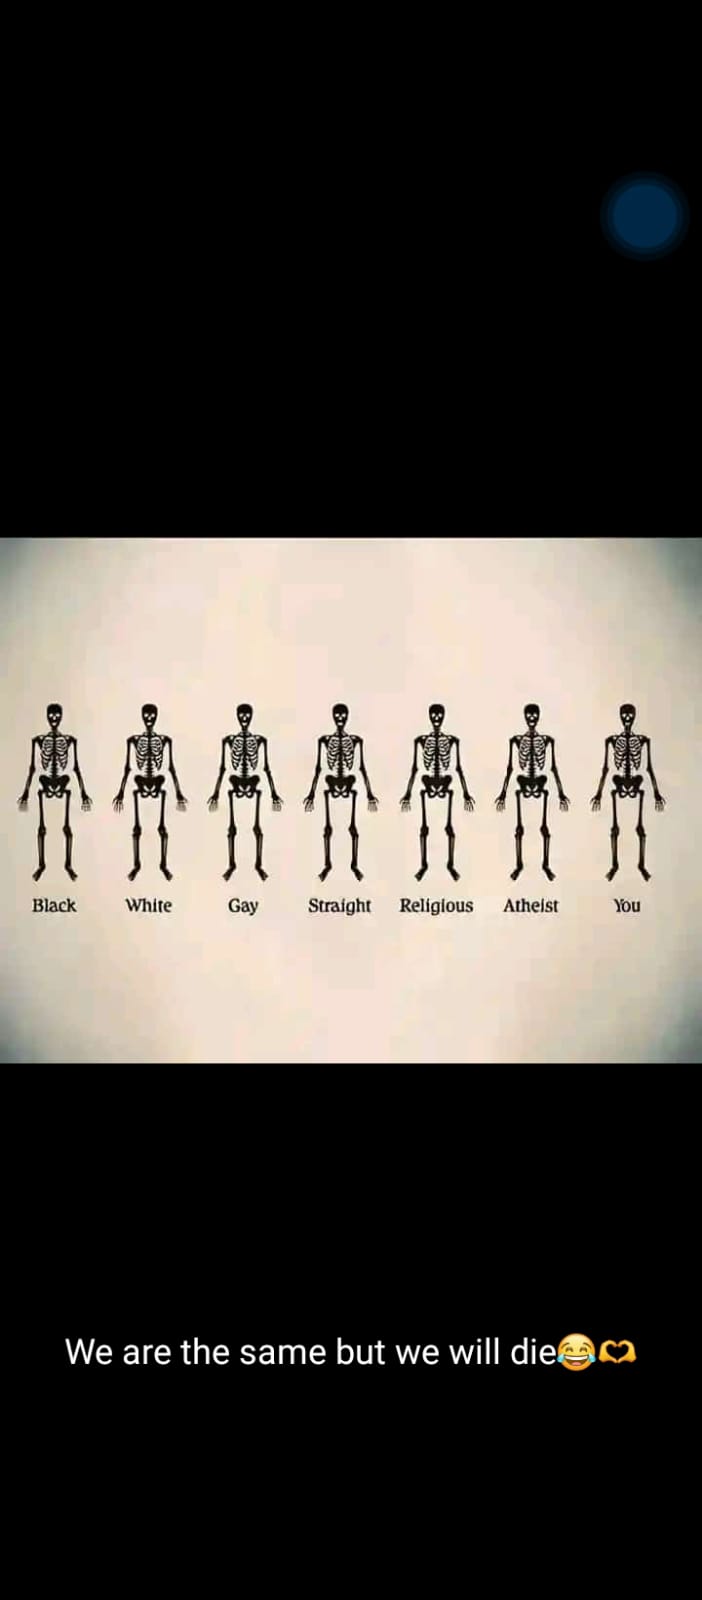 Black White Gay Straight Religious Atheist You
We are the same but we will die😂🫶